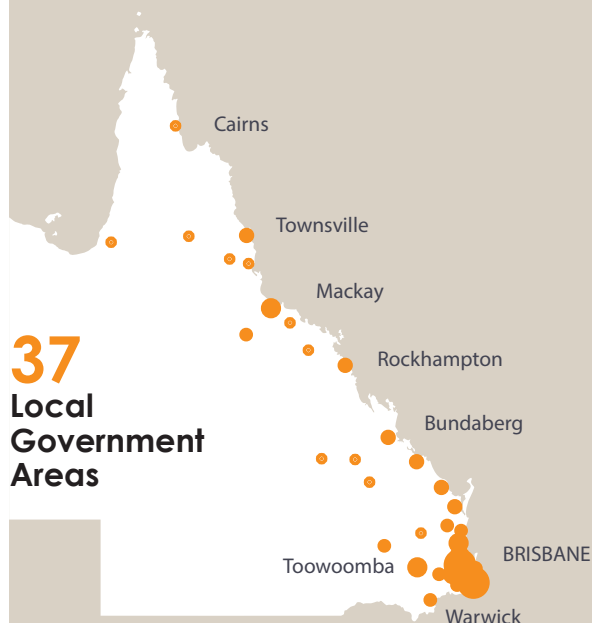 Cairns
Townsville
Mackay
Rockhampton
Bundaberg
37
Local
Government
Areas
BRISBANE
Toowoomba
Warwick